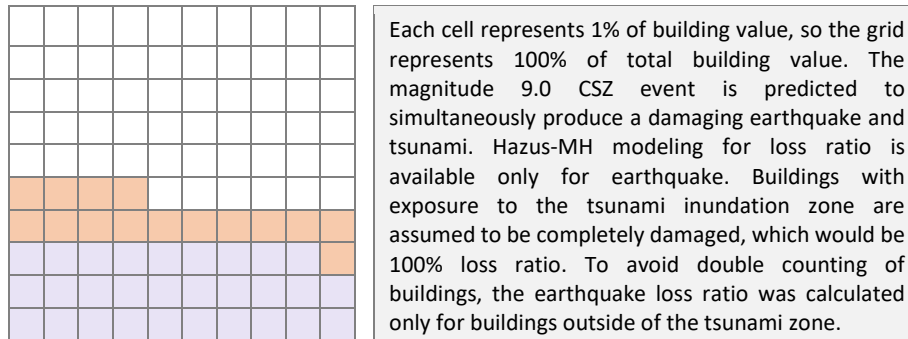 Each cell represents 1% of building value, so the grid
represents 100% of total building value. The
magnitude 9.0 CSZ event is predicted to
simultaneously produce a damaging earthquake and
tsunami. Hazus-MH modeling for loss ratio is
available only for earthquake. Buildings with
exposure to the tsunami inundation zone are
assumed to be completely damaged, which would be
100% loss ratio. To avoid double counting of
buildings, the earthquake loss ratio was calculated
only for buildings outside of the tsunami zone.